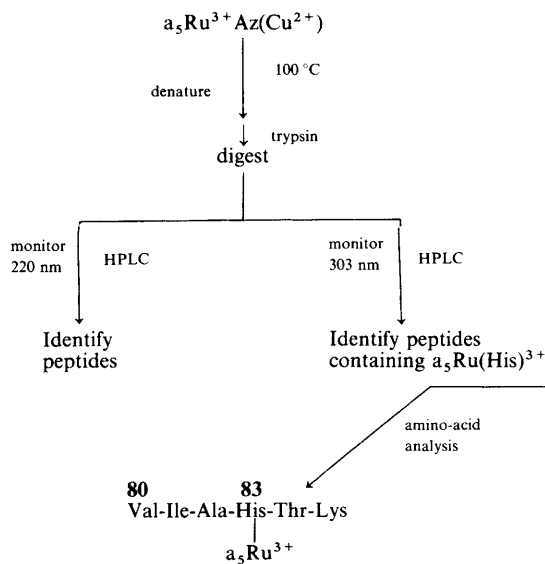 a₅Ru³⁺Az(Cu²⁺)
100 °C
denature
trypsin
digest
monitor
220 nm
HPLC
monitor
303 nm
HPLC
Identify
peptides
Identify peptides
containing a₅Ru(His)³⁺
amino-acid
analysis
80 83
Val-Ile-Ala-His-Thr-Lys
a₅Ru³⁺